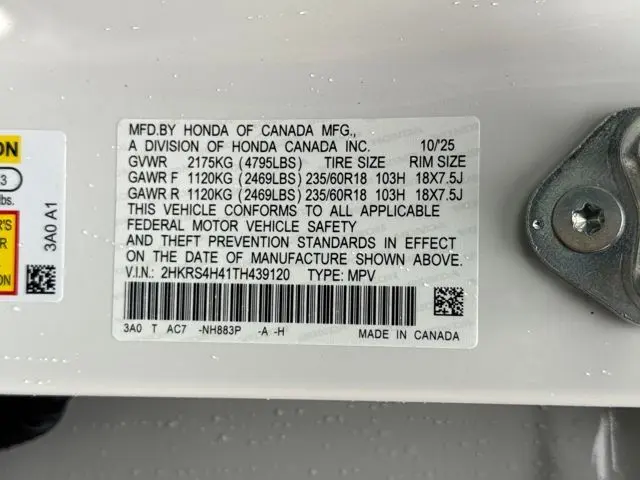 ON
3
lbs.
R'S
E
R
3A0 A1
MFD.BY HONDA OF CANADA MFG.,
A DIVISION OF HONDA CANADA INC. 10/'25
GVWR 2175KG (4795LBS) TIRE SIZE RIM SIZE
GAWR F 1120KG (2469LBS) 235/60R18 103H 18X7.5J
GAWR R 1120KG (2469LBS) 235/60R18 103H 18X7.5J
THIS VEHICLE CONFORMS TO ALL APPLICABLE
FEDERAL MOTOR VEHICLE SAFETY
AND THEFT PREVENTION STANDARDS IN EFFECT
ON THE DATE OF MANUFACTURE SHOWN ABOVE.
V.I.N.: 2HKRS4H41TH439120 TYPE: MPV
3A0 T AC7 -NH883P -A -H MADE IN CANADA